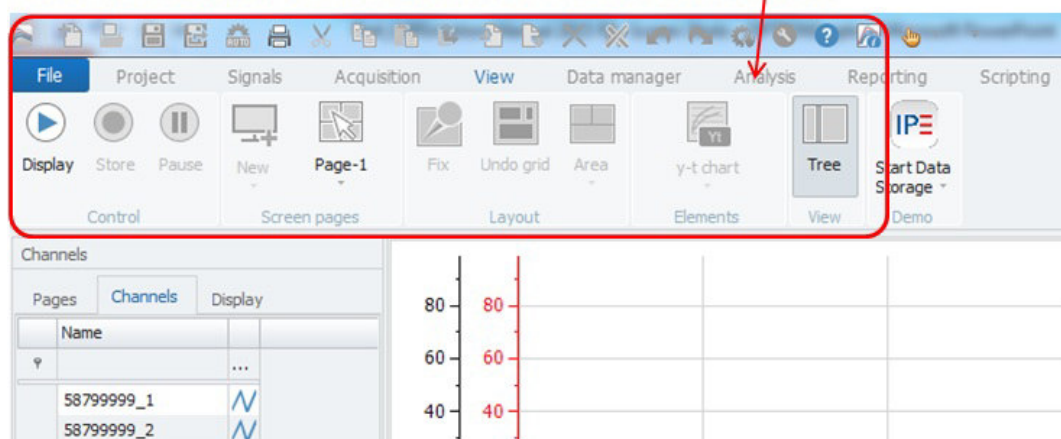 AUTO
File Project Signals Acquisition View Data manager Analysis Reporting Scripting
Yt
IPE
Display Store Pause New Page-1 Fix Undo grid Area y-t chart Tree Start Data
Storage
Control Screen pages Layout Elements View Demo
Channels
Pages Channels Display
Name
...
58799999_1
58799999_2
80 80
60 60
40 40